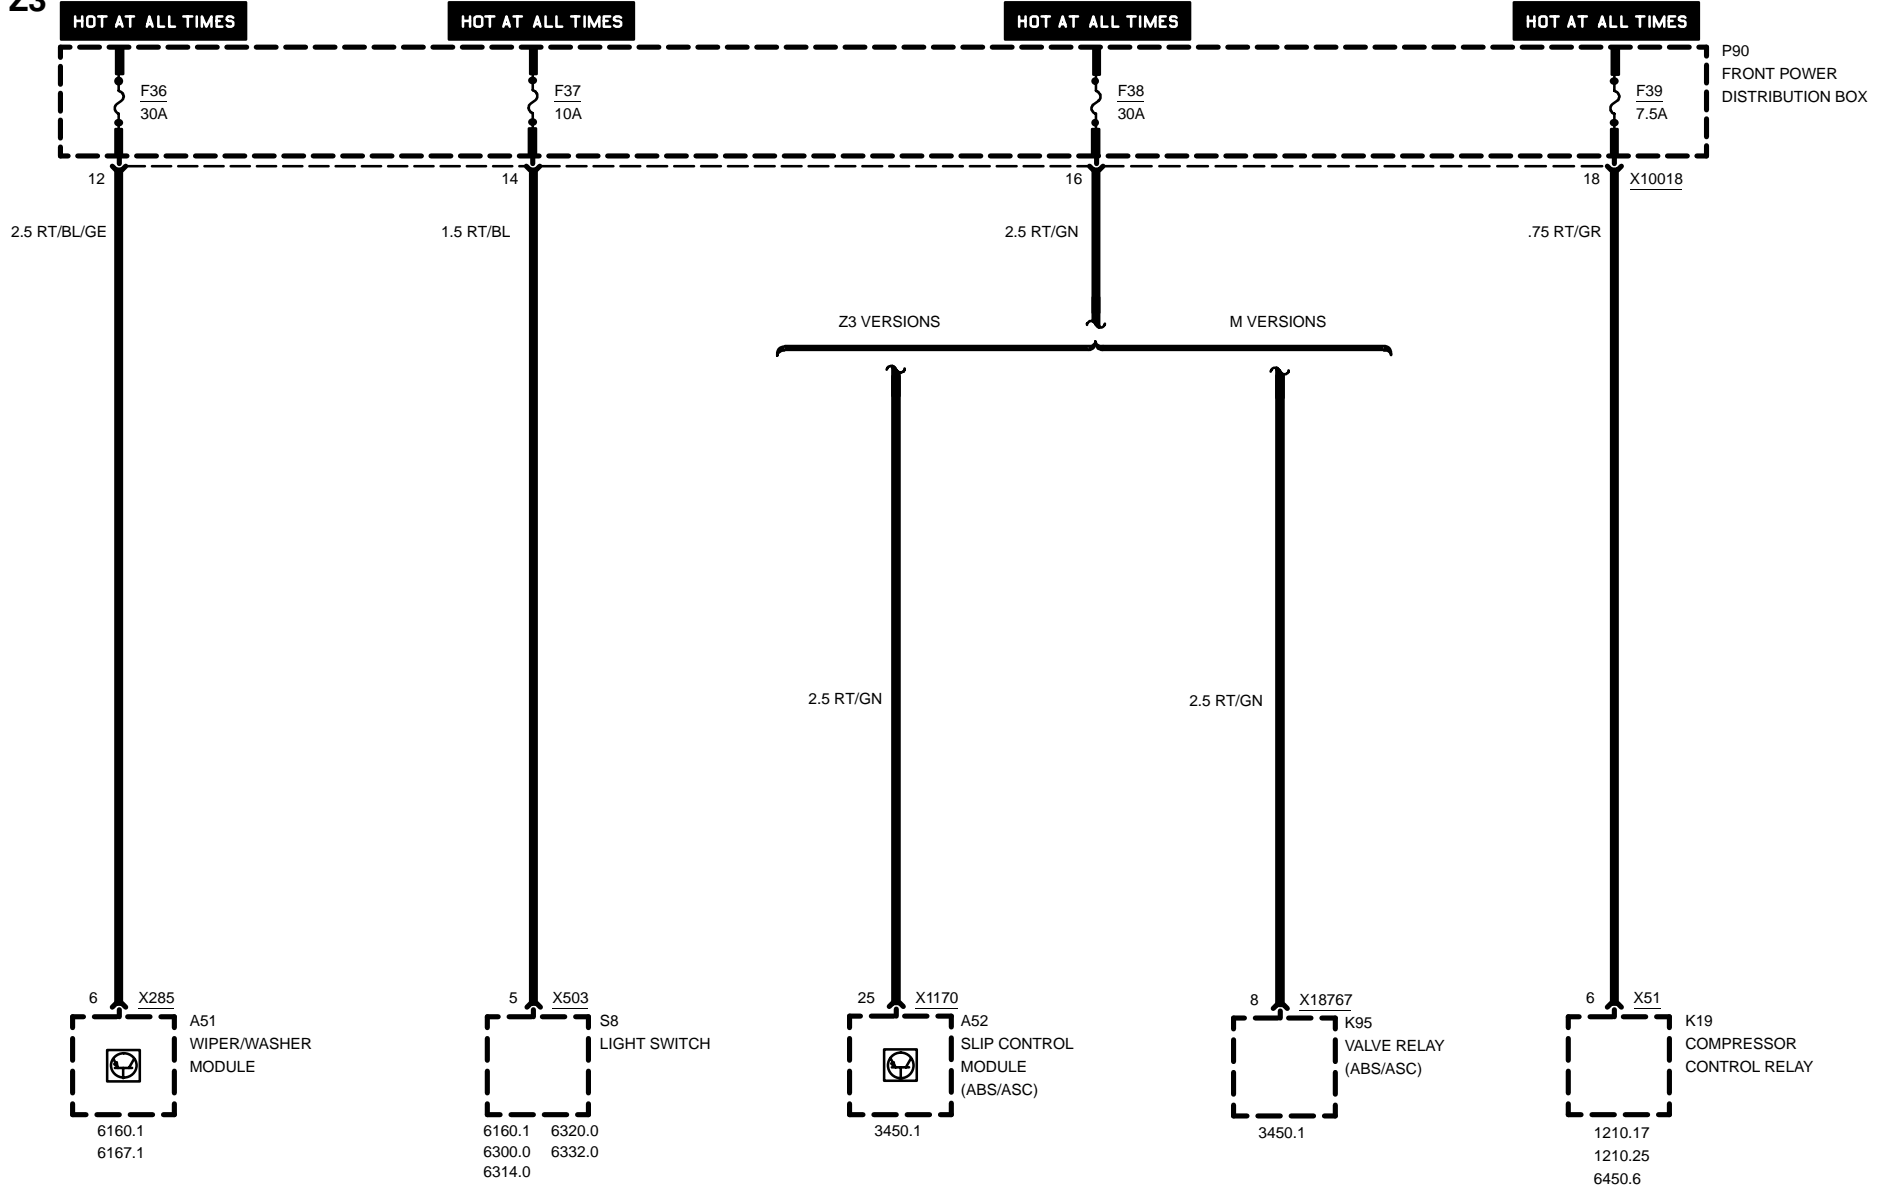 Z3
HOT AT ALL TIMES
HOT AT ALL TIMES
HOT AT ALL TIMES
HOT AT ALL TIMES
P90
FRONT POWER
DISTRIBUTION BOX
F36
30A
F37
10A
F38
30A
F39
7.5A
12
14
16
18
X10018
2.5 RT/BL/GE
1.5 RT/BL
2.5 RT/GN
.75 RT/GR
Z3 VERSIONS
M VERSIONS
2.5 RT/GN
2.5 RT/GN
6
X285
A51
WIPER/WASHER
MODULE
6160.1
6167.1
5
X503
S8
LIGHT SWITCH
6160.1
6320.0
6300.0
6332.0
6314.0
25
X1170
A52
SLIP CONTROL
MODULE
(ABS/ASC)
3450.1
8
X18767
K95
VALVE RELAY
(ABS/ASC)
3450.1
6
X51
K19
COMPRESSOR
CONTROL RELAY
1210.17
1210.25
6450.6